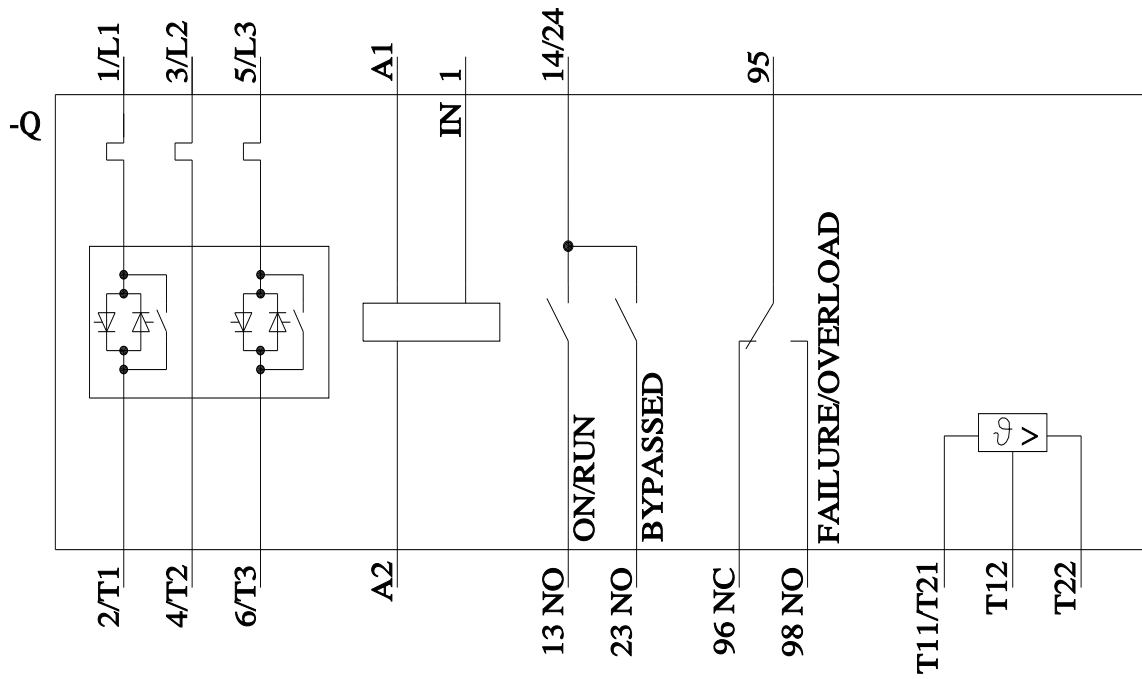 1/L1
3/L2
5/L3
A1
1
14/24
95
-Q
IN
ϑ >
ON/RUN
BYPASSED
FAILURE/OVERLOAD
2/T1
4/T2
6/T3
A2
13 NO
23 NO
96 NC
98 NO
T11/T21
T12
T22